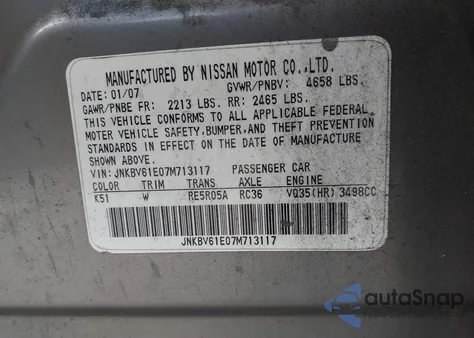 MANUFACTURED BY NISSAN MOTOR CO.,LTD.
DATE: 01/07 GVWR/PNBV: 4658 LBS.
GAWR/PNBE FR: 2213 LBS. RR: 2465 LBS.
THIS VEHICLE CONFORMS TO ALL APPLICABLE FEDERAL
MOTOR VEHICLE SAFETY, BUMPER, AND THEFT PREVENTION
STANDARDS IN EFFECT ON THE DATE OF MANUFACTURE
SHOWN ABOVE.
VIN: JNKBV61E07M713117 PASSENGER CAR
COLOR TRIM TRANS AXLE ENGINE
K51 W RE5R05A RC36 VQ35(HR) 3498CC
JNKBV61E07M713117
autoSnap